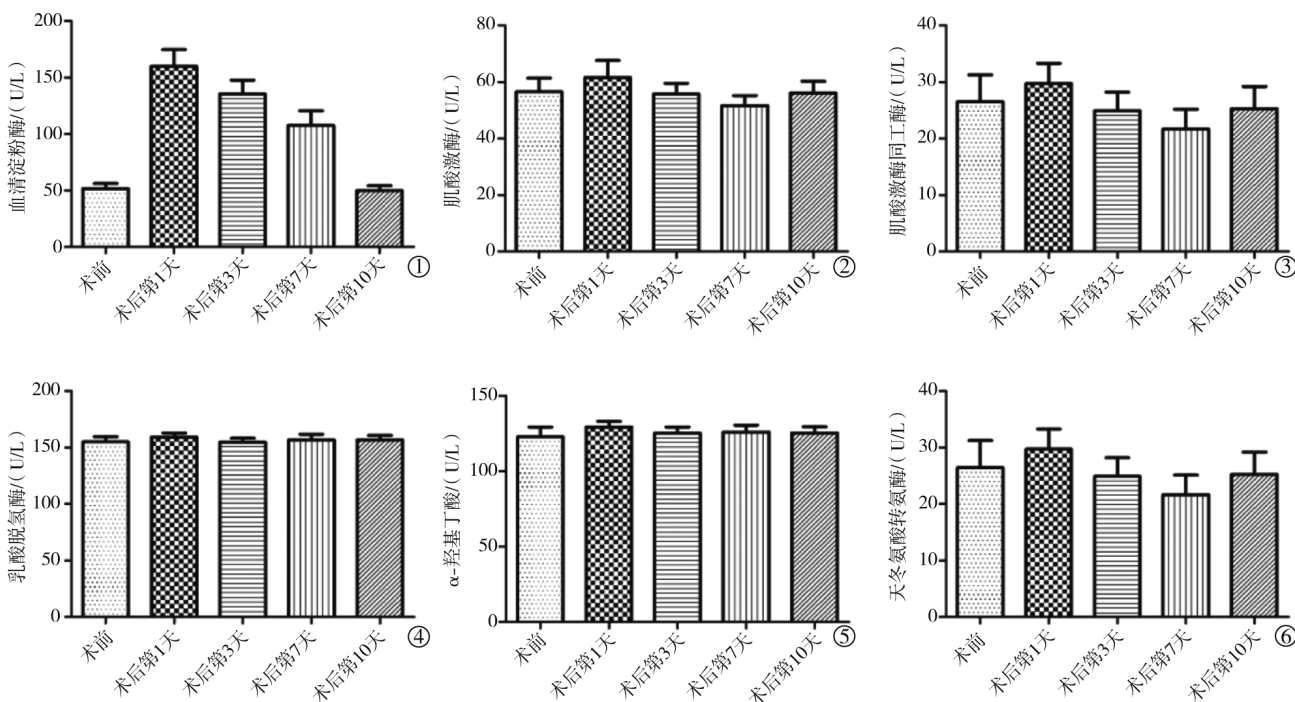 血清淀粉酶/(U/L)
200
150
100
50
0
术前
术后第1天
术后第3天
术后第7天
术后第10天
①
肌酸激酶/(U/L)
80
60
40
20
0
术前
术后第1天
术后第3天
术后第7天
术后第10天
②
肌酸激酶同工酶/(U/L)
40
30
20
10
0
术前
术后第1天
术后第3天
术后第7天
术后第10天
③
乳酸脱氢酶/(U/L)
200
150
100
50
0
术前
术后第1天
术后第3天
术后第7天
术后第10天
④
α-羟基丁酸/(U/L)
150
100
50
0
术前
术后第1天
术后第3天
术后第7天
术后第10天
⑤
天冬氨酸转氨酶/(U/L)
40
30
20
10
0
术前
术后第1天
术后第3天
术后第7天
术后第10天
⑥